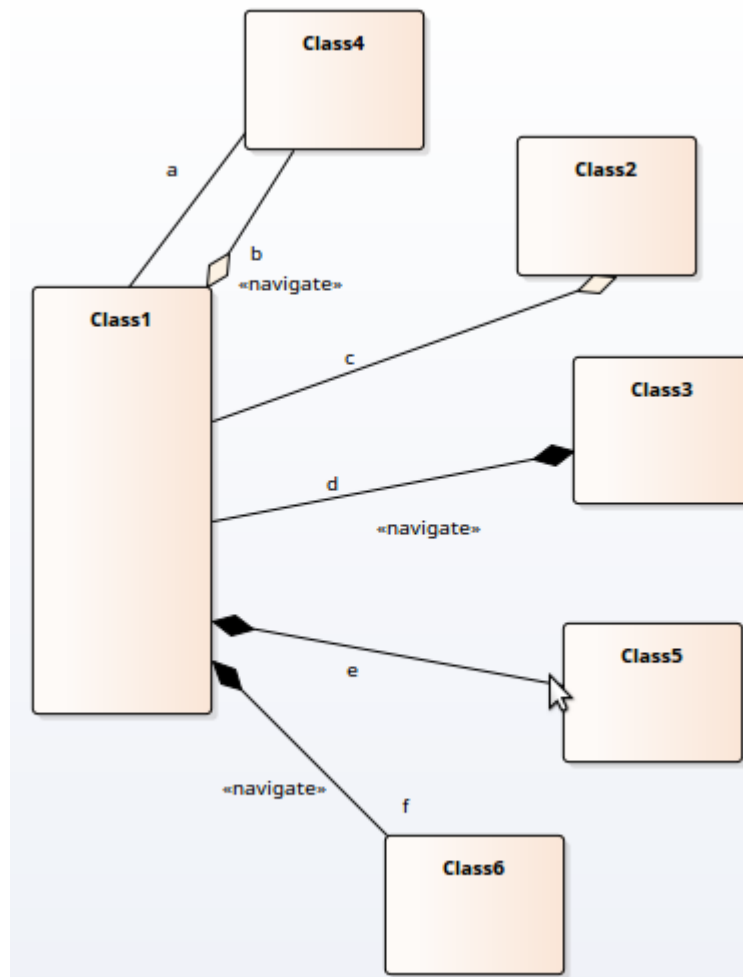 Class4
a
Class2
b
«navigate»
Class1
c
Class3
d
«navigate»
Class5
e
«navigate»
f
Class6